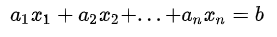 a₁x₁ + a₂x₂+...+aₙxₙ = b